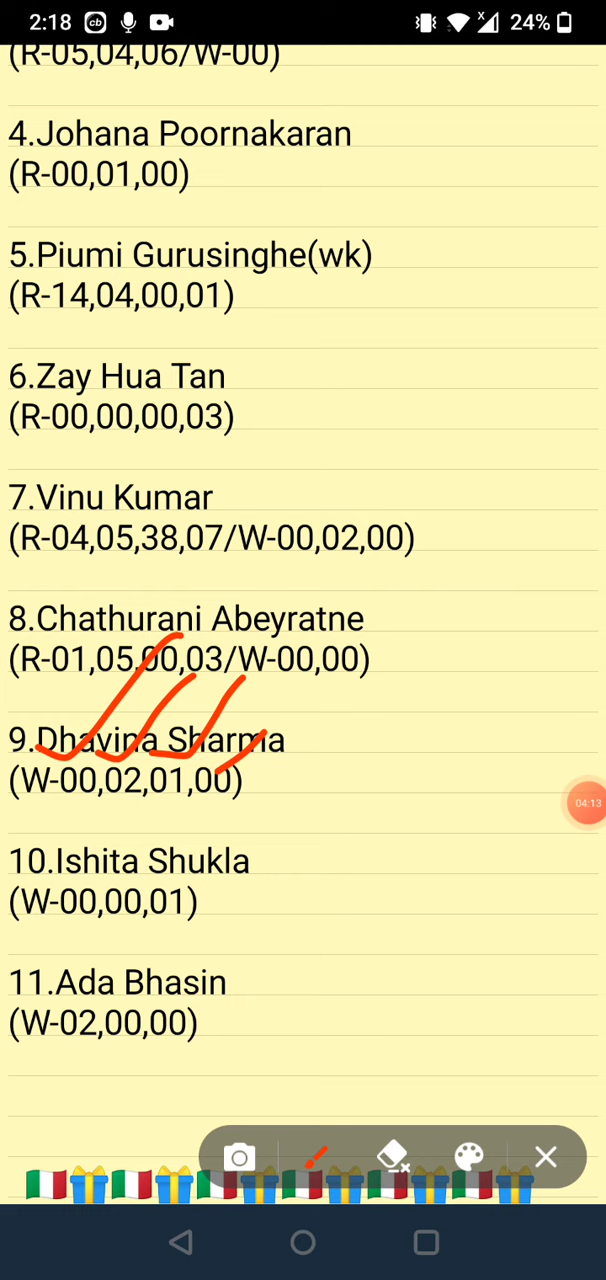 2:18
cb
x
24%
(R-05,04,06/W-00)
4.Johana Poornakaran
(R-00,01,00)
5.Piumi Gurusinghe(wk)
(R-14,04,00,01)
6.Zay Hua Tan
(R-00,00,00,03)
7.Vinu Kumar
(R-04,05,38,07/W-00,02,00)
8.Chathurani Abeyratne
(R-01,05,00,03/W-00,00)
9.Dhavina Sharma
(W-00,02,01,00)
04:13
10.Ishita Shukla
(W-00,00,01)
11.Ada Bhasin
(W-02,00,00)